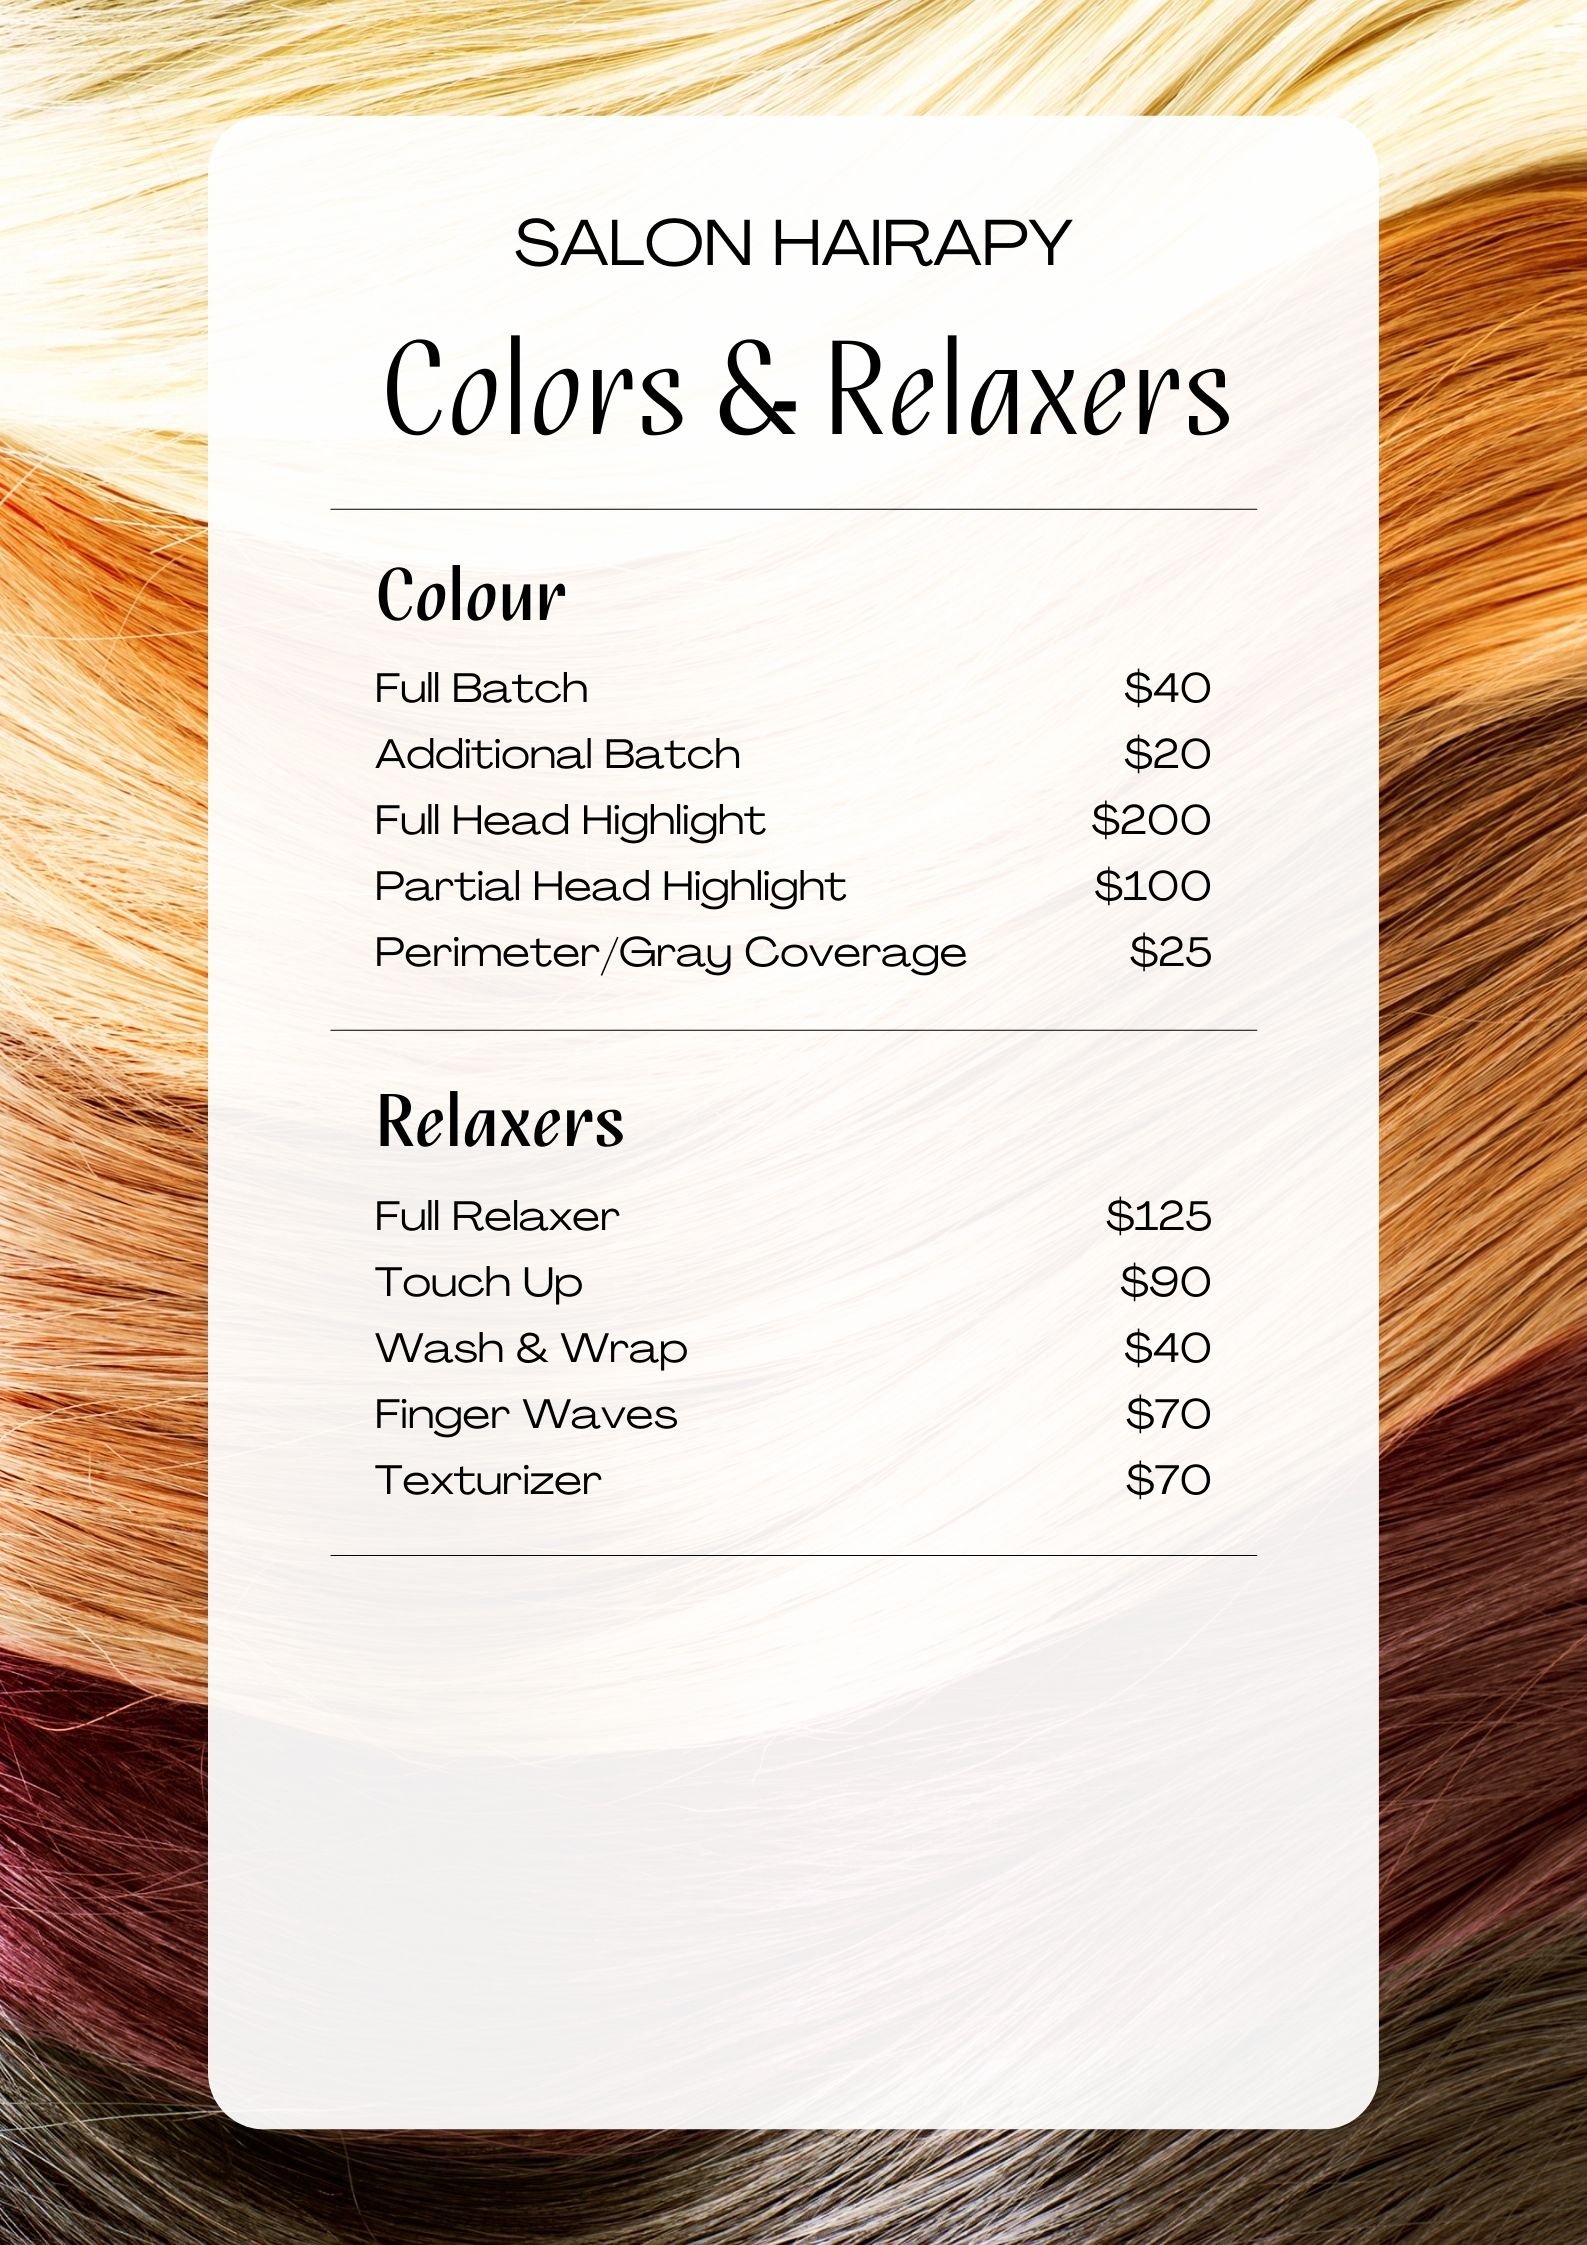 SALON HAIRAPY
Colors & Relaxers
Colour
Full Batch $40
Additional Batch $20
Full Head Highlight $200
Partial Head Highlight $100
Perimeter/Gray Coverage $25
Relaxers
Full Relaxer $125
Touch Up $90
Wash & Wrap $40
Finger Waves $70
Texturizer $70